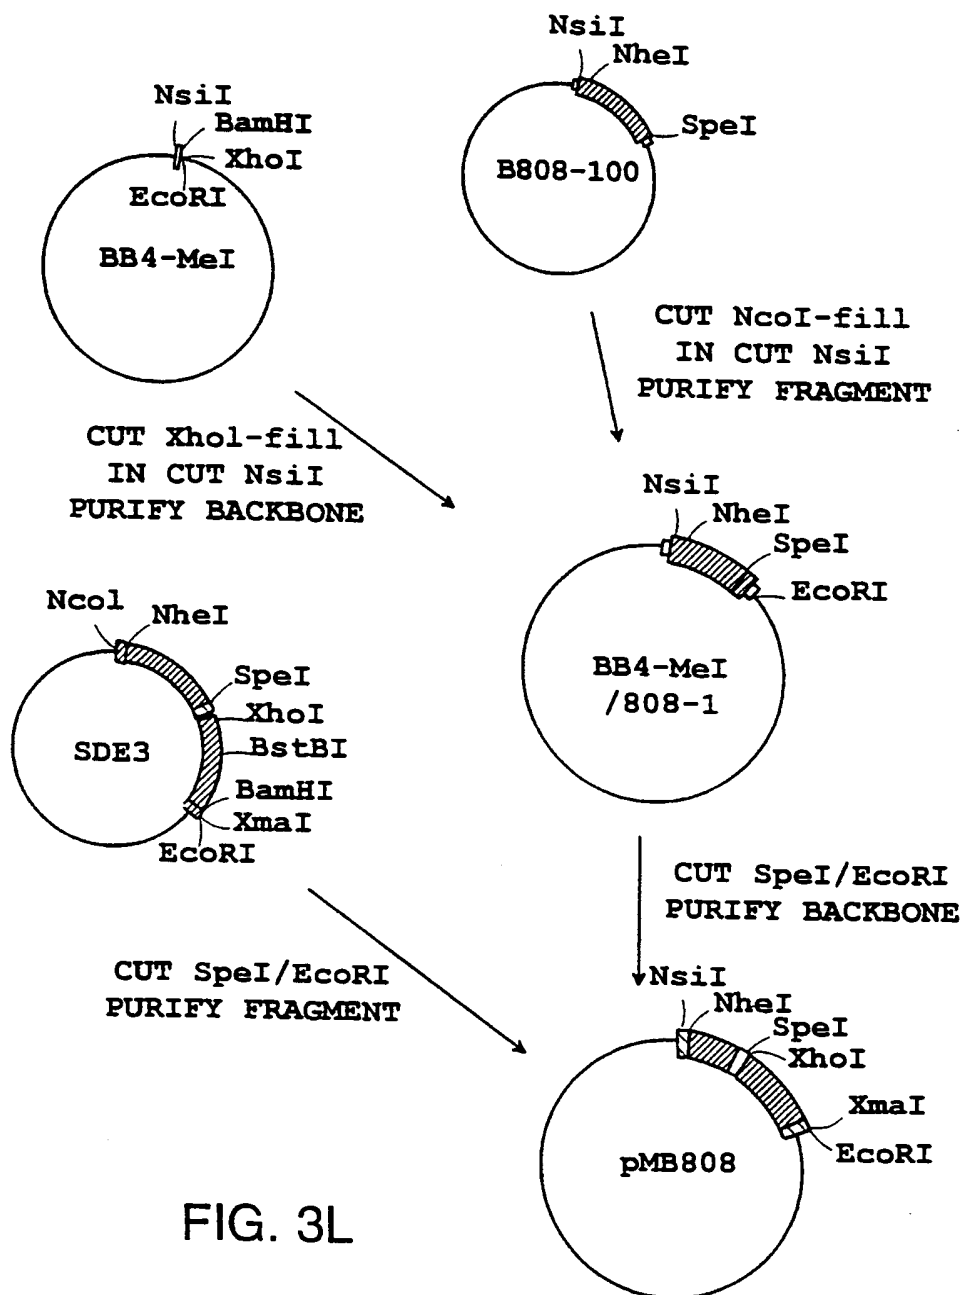 NsiI
BamHI
XhoI
EcoRI
BB4-MeI
NsiI
NheI
SpeI
B808-100
CUT NcoI-fill
IN CUT NsiI
PURIFY FRAGMENT
CUT Xhol-fill
IN CUT NsiI
PURIFY BACKBONE
NsiI
NheI
SpeI
EcoRI
BB4-MeI
/808-1
Ncol
NheI
SpeI
XhoI
BstBI
BamHI
XmaI
EcoRI
SDE3
CUT SpeI/EcoRI
PURIFY BACKBONE
CUT SpeI/EcoRI
PURIFY FRAGMENT
NsiI
NheI
SpeI
XhoI
XmaI
EcoRI
pMB808
FIG. 3L